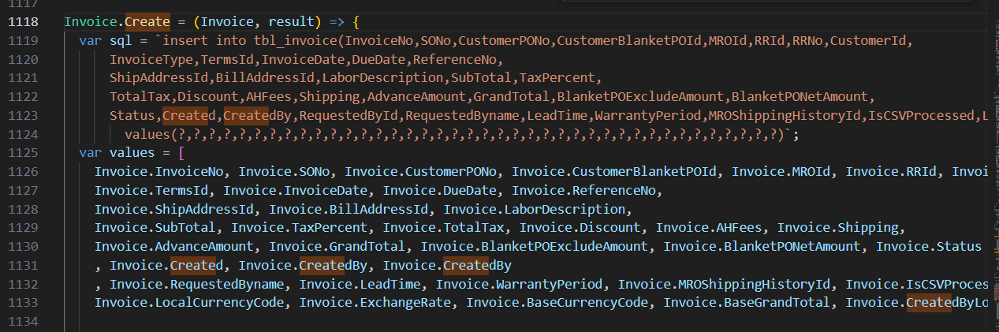 1117
1118 Invoice.Create = (Invoice, result) => {
1119 var sql = `insert into tbl_invoice(InvoiceNo,SONo,CustomerPONo,CustomerBlanketPOId,MROId,RRId,RRNo,CustomerId,
1120 InvoiceType,TermsId,InvoiceDate,DueDate,ReferenceNo,
1121 ShipAddressId,BillAddressId,LaborDescription,SubTotal,TaxPercent,
1122 TotalTax,Discount,AHFees,Shipping,AdvanceAmount,GrandTotal,BlanketPOExcludeAmount,BlanketPONetAmount,
1123 Status,Created,CreatedBy,RequestedById,RequestedByname,LeadTime,WarrantyPeriod,MROShippingHistoryId,IsCSVProcessed,L
1124 values(?,?,?,?,?,?,?,?,?,?,?,?,?,?,?,?,?,?,?,?,?,?,?,?,?,?,?,?,?,?,?,?,?,?,?,?,?,?,?,?)`;
1125 var values = [
1126 Invoice.InvoiceNo, Invoice.SONo, Invoice.CustomerPONo, Invoice.CustomerBlanketPOId, Invoice.MROId, Invoice.RRId, Invoi
1127 Invoice.TermsId, Invoice.InvoiceDate, Invoice.DueDate, Invoice.ReferenceNo,
1128 Invoice.ShipAddressId, Invoice.BillAddressId, Invoice.LaborDescription,
1129 Invoice.SubTotal, Invoice.TaxPercent, Invoice.TotalTax, Invoice.Discount, Invoice.AHFees, Invoice.Shipping,
1130 Invoice.AdvanceAmount, Invoice.GrandTotal, Invoice.BlanketPOExcludeAmount, Invoice.BlanketPONetAmount, Invoice.Status
1131 , Invoice.Created, Invoice.CreatedBy, Invoice.CreatedBy
1132 , Invoice.RequestedByname, Invoice.LeadTime, Invoice.WarrantyPeriod, Invoice.MROShippingHistoryId, Invoice.IsCSVProces
1133 Invoice.LocalCurrencyCode, Invoice.ExchangeRate, Invoice.BaseCurrencyCode, Invoice.BaseGrandTotal, Invoice.CreatedByLo
1134